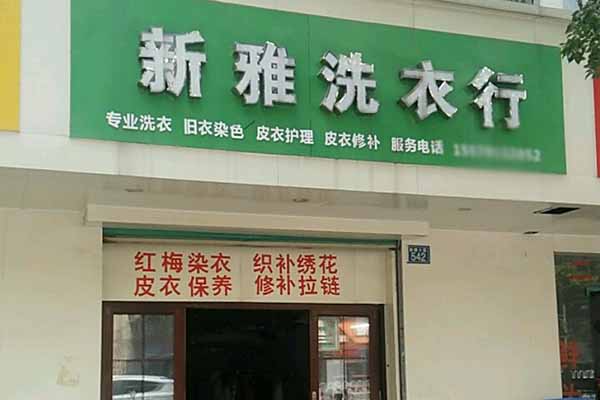 新雅洗衣行
专业洗衣 旧衣染色 皮衣护理 皮衣修补 服务电话
红梅染衣 织补绣花
皮衣保养 修补拉链
542